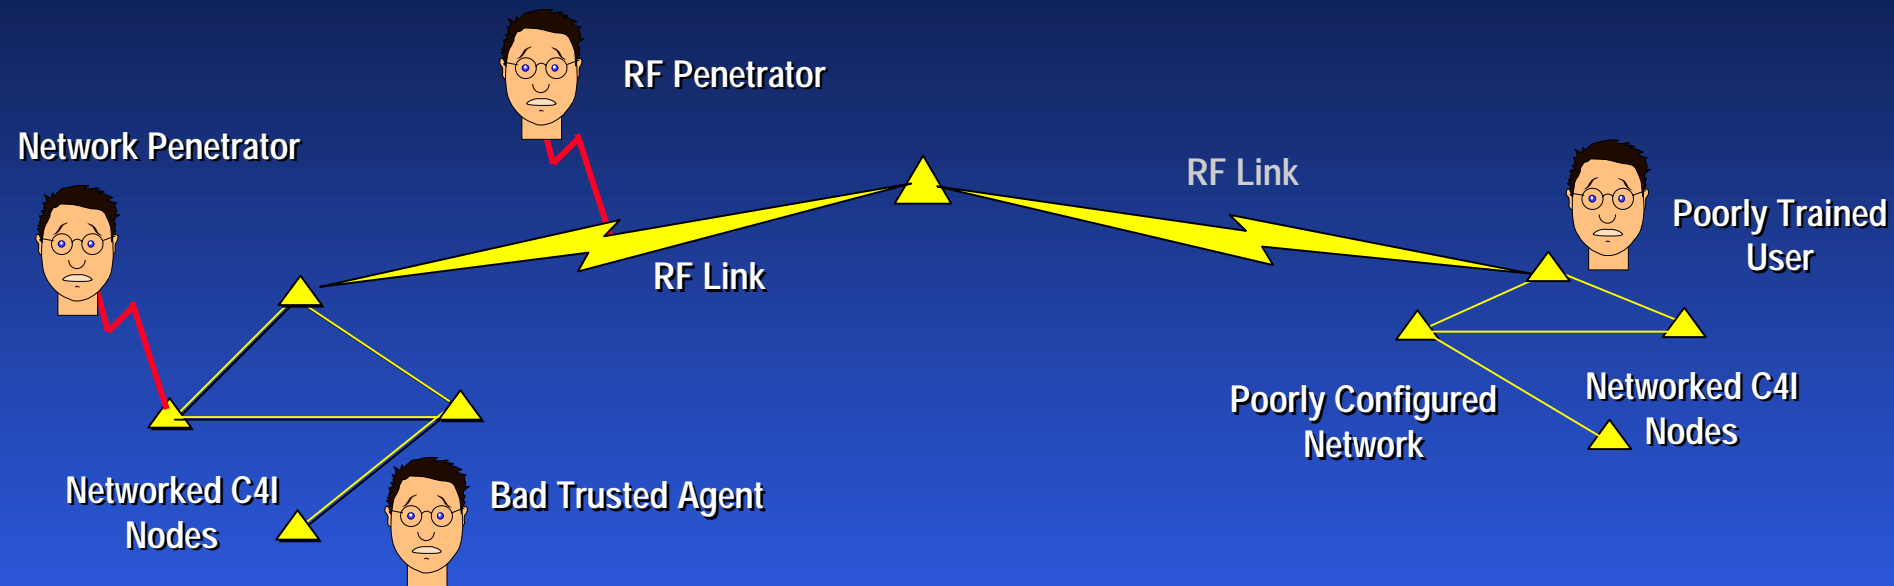 RF Penetrator
Network Penetrator
RF Link
Poorly Trained
User
RF Link
Poorly Configured
Network
Networked C4I
Nodes
Networked C4I
Nodes
Bad Trusted Agent